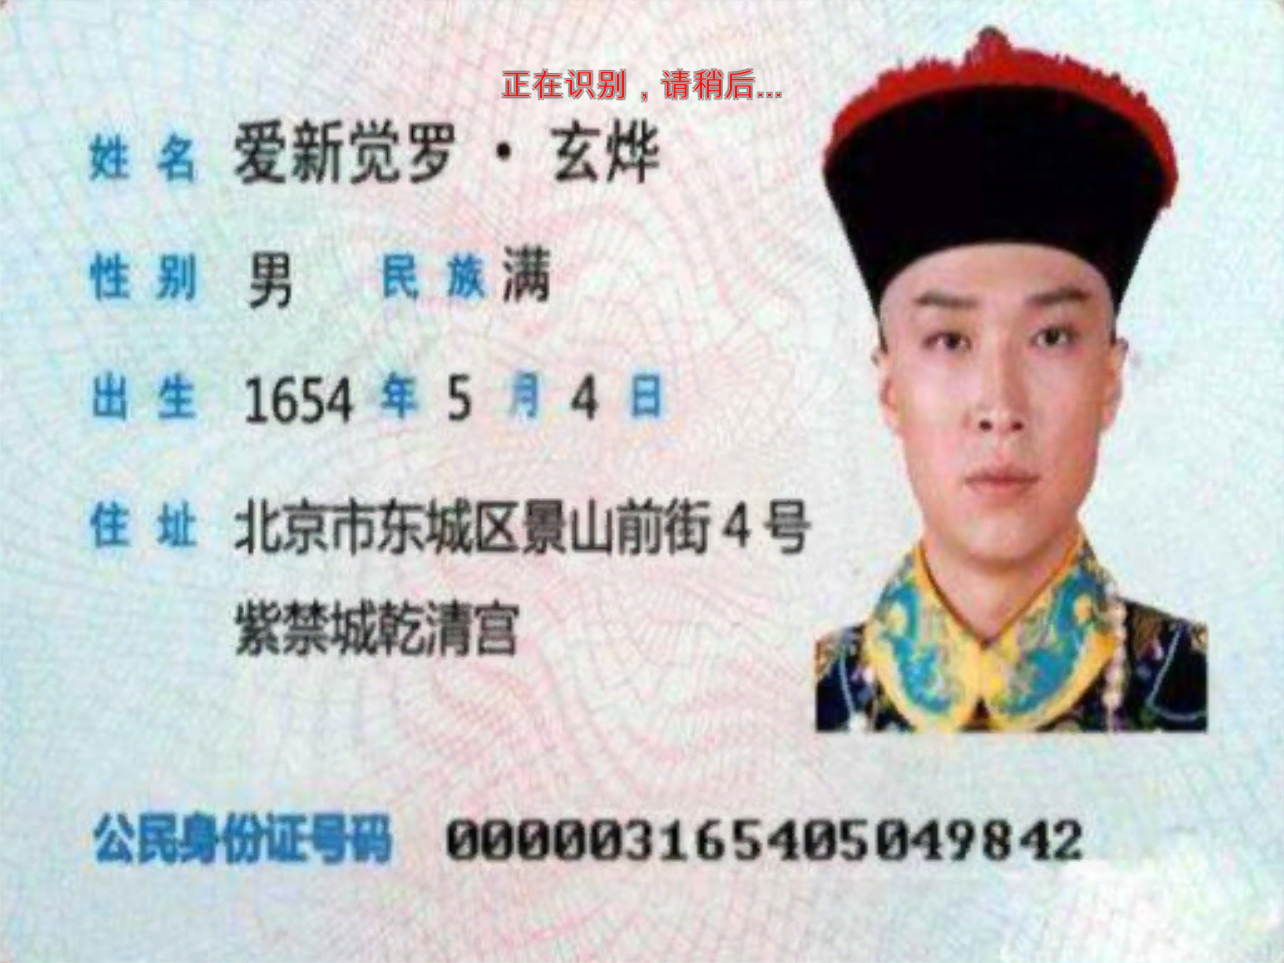 正在识别，请稍后...
姓名 爱新觉罗 · 玄烨
性别 男 民族 满
出生 1654 年 5 月 4 日
住址 北京市东城区景山前街 4 号
紫禁城乾清宫
公民身份证号码 000003165405049842